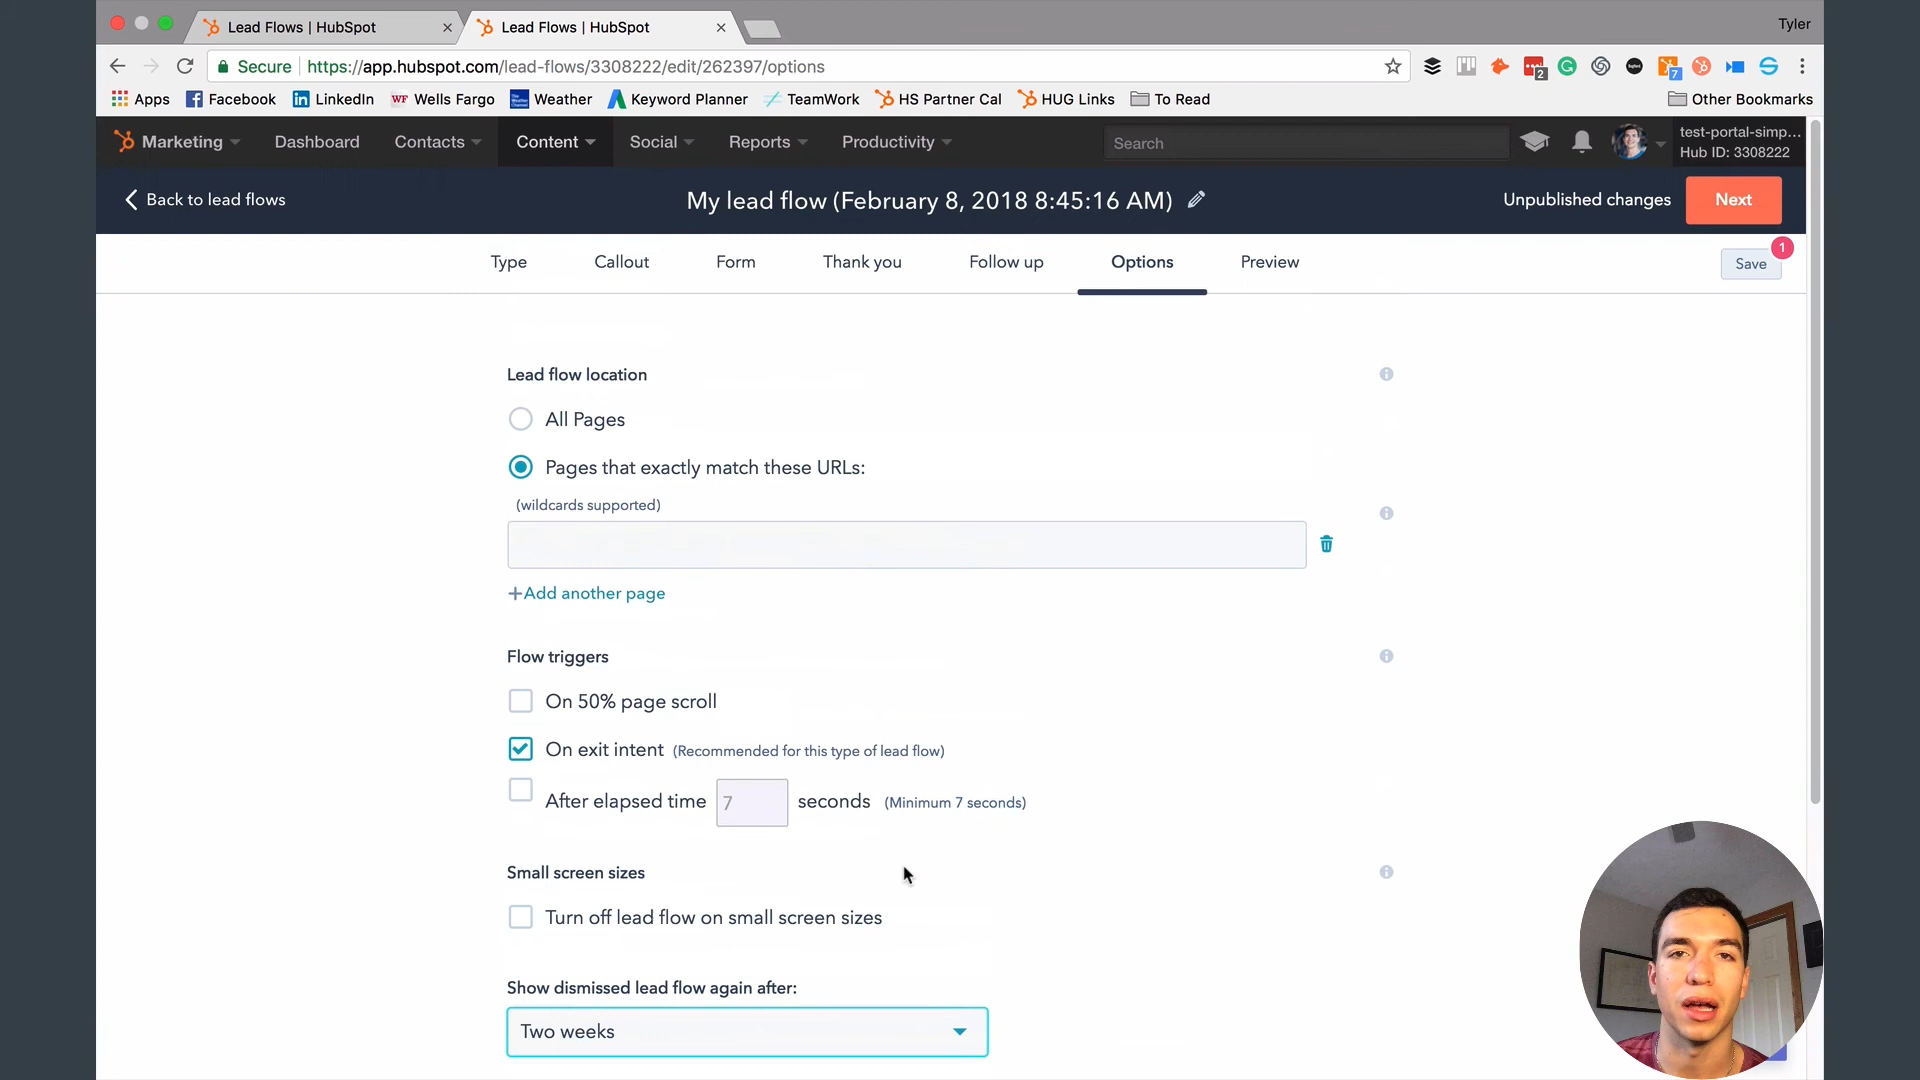 Lead Flows | HubSpot
Lead Flows | HubSpot
Tyler
Secure
https://app.hubspot.com/lead-flows/3308222/edit/262397/options
2
7
Apps
Facebook
LinkedIn
WF Wells Fargo
Weather
Keyword Planner
TeamWork
HS Partner Cal
HUG Links
To Read
Other Bookmarks
Marketing
Dashboard
Contacts
Content
Social
Reports
Productivity
Search
test-portal-simp...
Hub ID: 3308222
Back to lead flows
My lead flow (February 8, 2018 8:45:16 AM)
Unpublished changes
Next
Type
Callout
Form
Thank you
Follow up
Options
Preview
Save
1
Lead flow location
All Pages
Pages that exactly match these URLs:
(wildcards supported)
+Add another page
Flow triggers
On 50% page scroll
On exit intent (Recommended for this type of lead flow)
After elapsed time 7 seconds (Minimum 7 seconds)
Small screen sizes
Turn off lead flow on small screen sizes
Show dismissed lead flow again after:
Two weeks